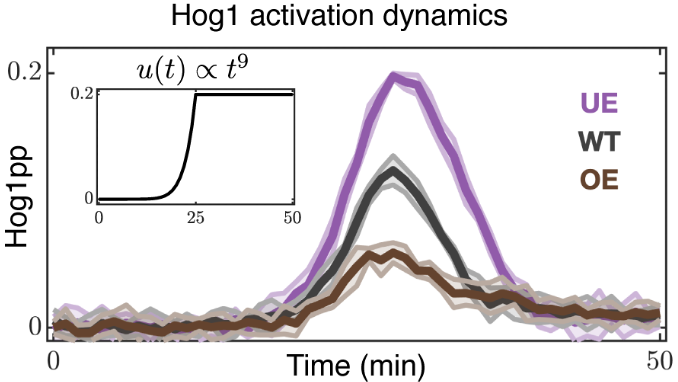 Hog1 activation dynamics
0.2
u(t) ∝ t⁹
0.2
0
0 25 50
UE
WT
OE
Hog1pp
0
0 50
Time (min)